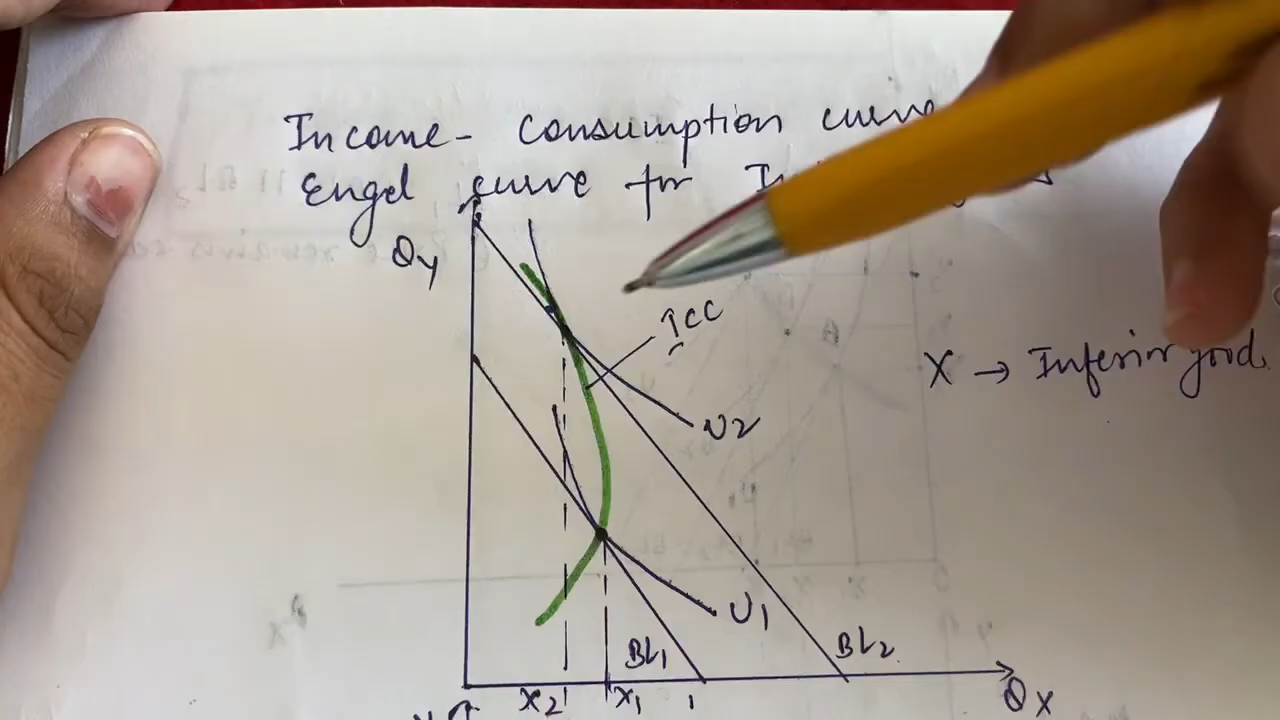 Income - Consumption curve
Engel curve for
Qy
ICC
X → Inferior good
U2
U1
BL1
BL2
x2
x1
Qx